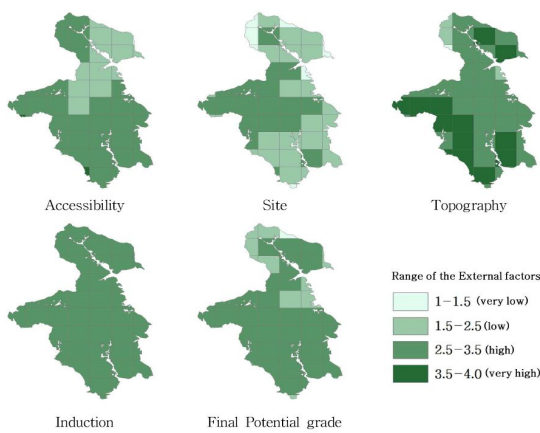 Accessibility
Site
Topography
Induction
Final Potential grade
Range of the External factors
1-1.5 (very low)
1.5-2.5(low)
2.5-3.5(high)
3.5-4.0(very high)